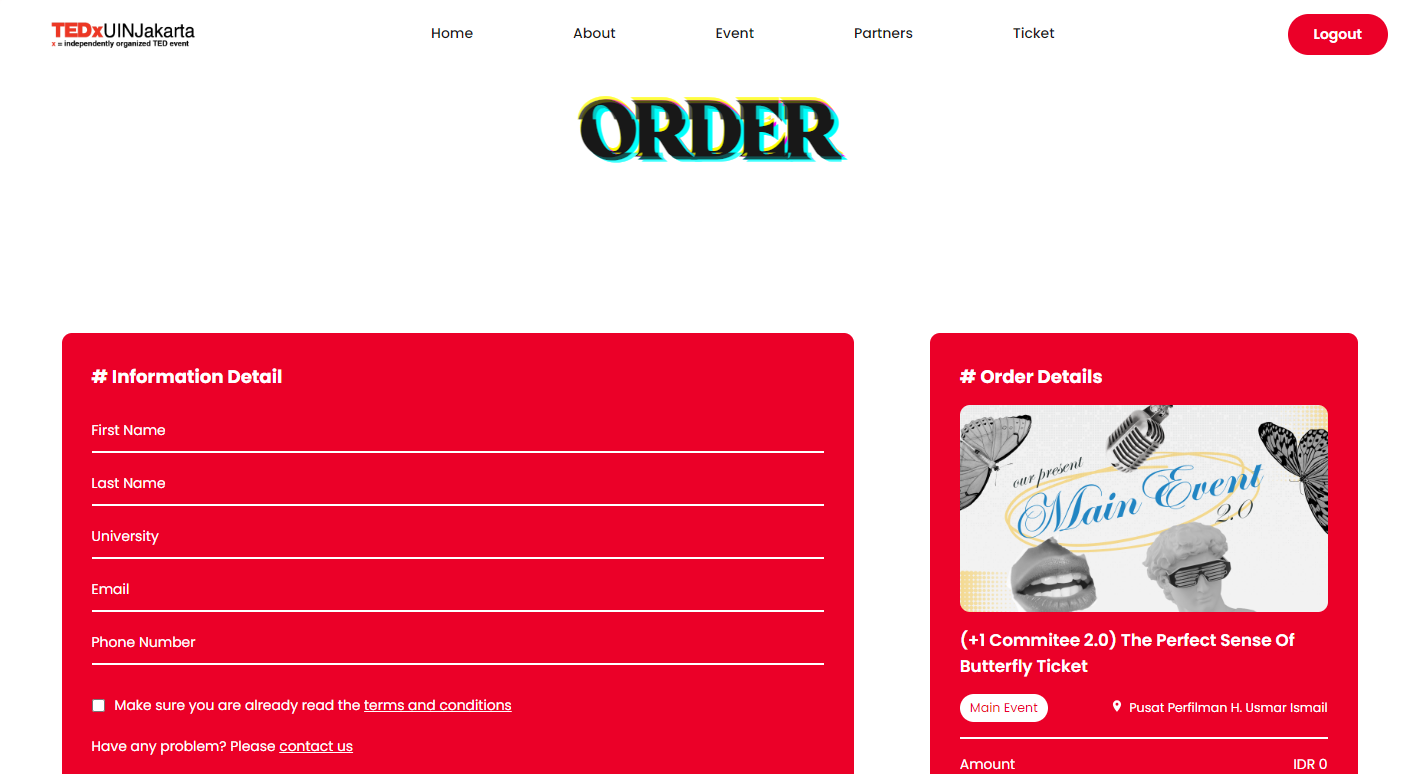 TEDxUINJakarta
x = independently organized TED event
Home
About
Event
Partners
Ticket
Logout
ORDER
# Information Detail
First Name
Last Name
University
Email
Phone Number
Make sure you are already read the terms and conditions
Have any problem? Please contact us
# Order Details
our present
Main Event
2.0
(+1 Commitee 2.0) The Perfect Sense Of
Butterfly Ticket
Main Event
Pusat Perfilman H. Usmar Ismail
Amount
IDR 0